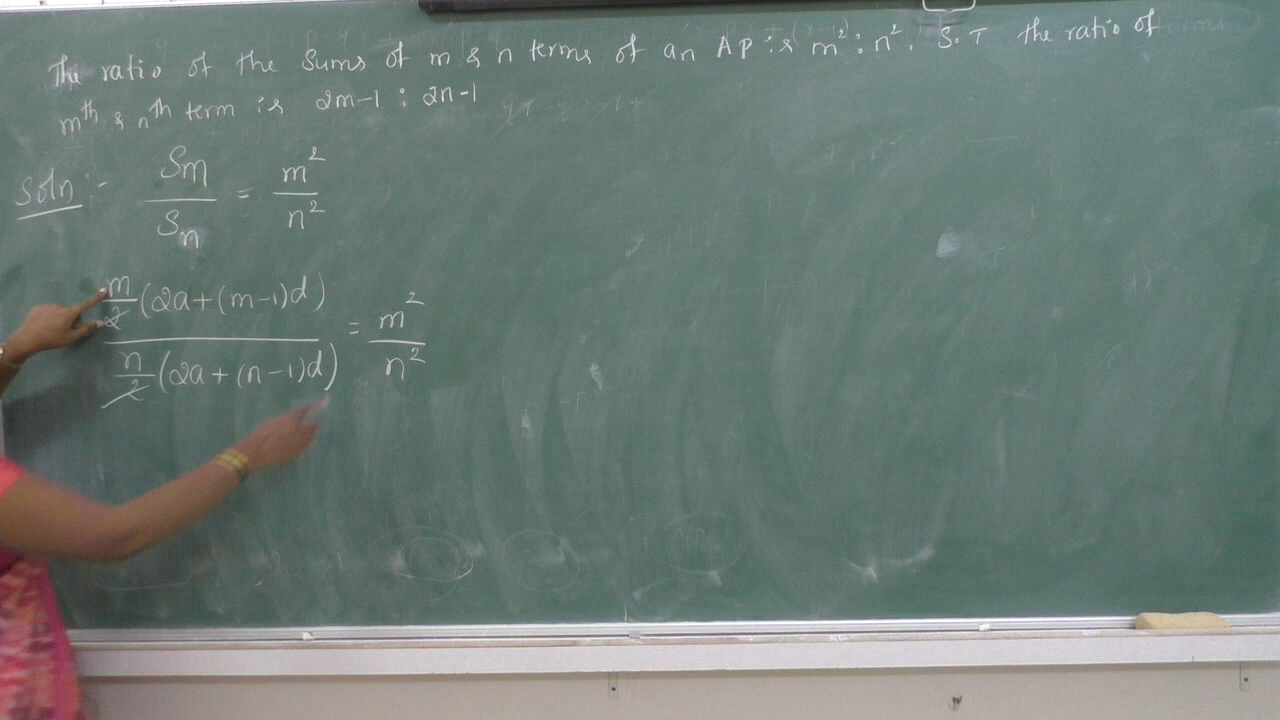 The ratio of the Sums of m & n terms of an AP is m² : n². S.T the ratio of
mth & nth term is 2m-1 : 2n-1
Soln :- Sm/Sn = m²/n²
m/2 (2a+(m-1)d) / n/2 (2a+(n-1)d) = m²/n²